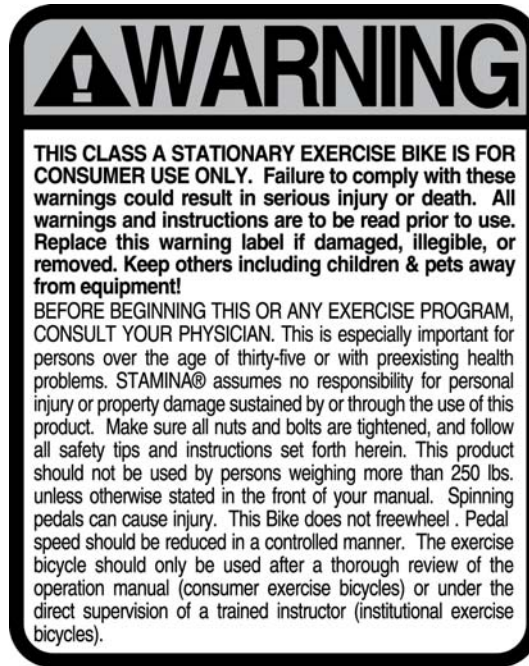 WARNING
THIS CLASS A STATIONARY EXERCISE BIKE IS FOR
CONSUMER USE ONLY. Failure to comply with these
warnings could result in serious injury or death. All
warnings and instructions are to be read prior to use.
Replace this warning label if damaged, illegible, or
removed. Keep others including children & pets away
from equipment!
BEFORE BEGINNING THIS OR ANY EXERCISE PROGRAM,
CONSULT YOUR PHYSICIAN. This is especially important for
persons over the age of thirty-five or with preexisting health
problems. STAMINA® assumes no responsibility for personal
injury or property damage sustained by or through the use of this
product. Make sure all nuts and bolts are tightened, and follow
all safety tips and instructions set forth herein. This product
should not be used by persons weighing more than 250 lbs.
unless otherwise stated in the front of your manual. Spinning
pedals can cause injury. This Bike does not freewheel . Pedal
speed should be reduced in a controlled manner. The exercise
bicycle should only be used after a thorough review of the
operation manual (consumer exercise bicycles) or under the
direct supervision of a trained instructor (institutional exercise
bicycles).